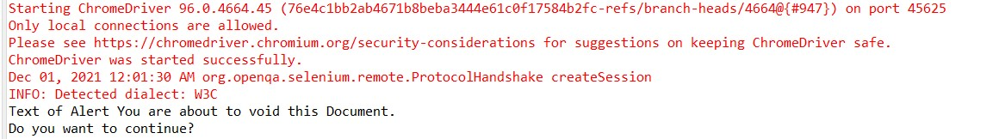 Starting ChromeDriver 96.0.4664.45 (76e4c1bb2ab4671b8beba3444e61c0f17584b2fc-refs/branch-heads/4664@{#947}) on port 45625
Only local connections are allowed.
Please see https://chromedriver.chromium.org/security-considerations for suggestions on keeping ChromeDriver safe.
ChromeDriver was started successfully.
Dec 01, 2021 12:01:30 AM org.openqa.selenium.remote.ProtocolHandshake createSession
INFO: Detected dialect: W3C
Text of Alert You are about to void this Document.
Do you want to continue?